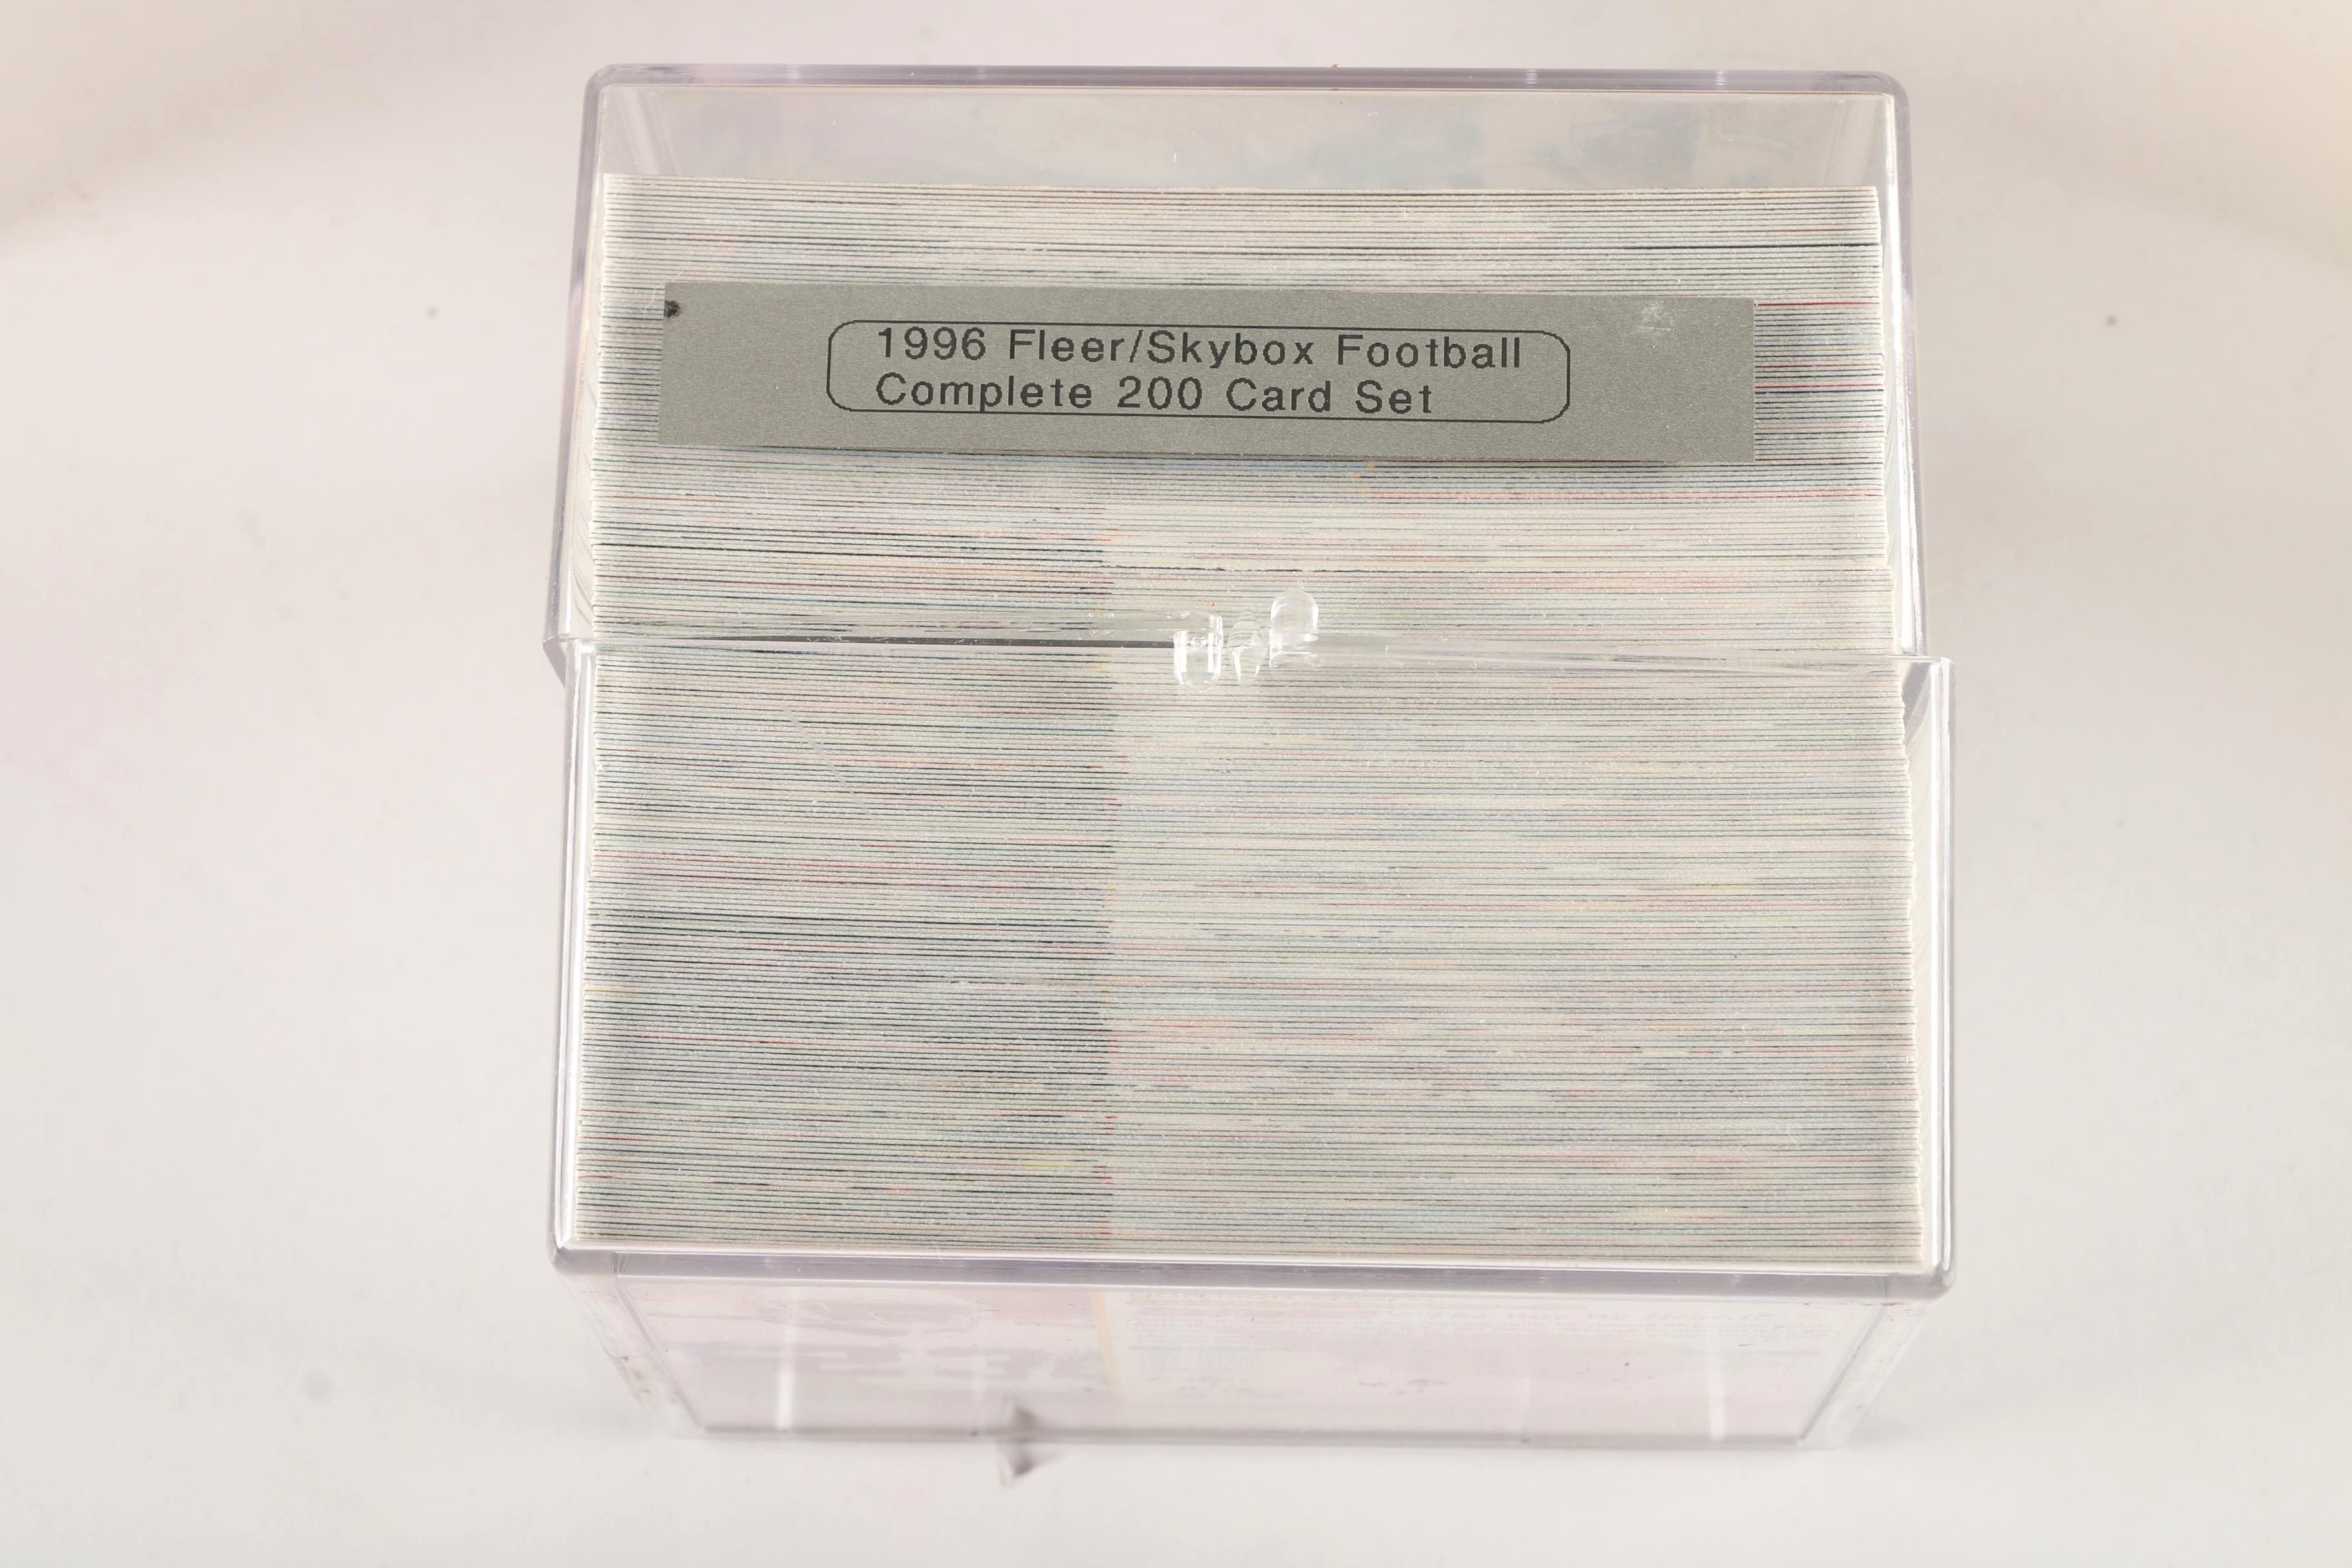 1996 Fleer/Skybox Football
Complete 200 Card Set